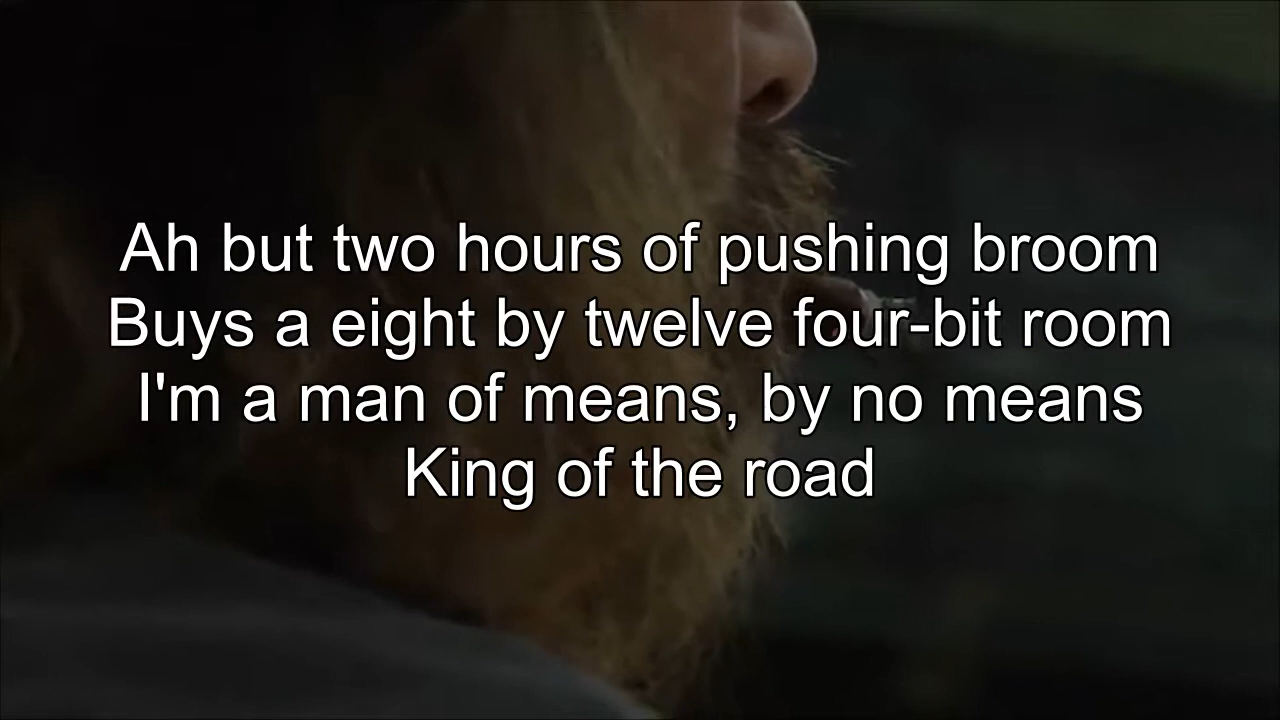 Ah but two hours of pushing broom
Buys a eight by twelve four-bit room
I'm a man of means, by no means
King of the road